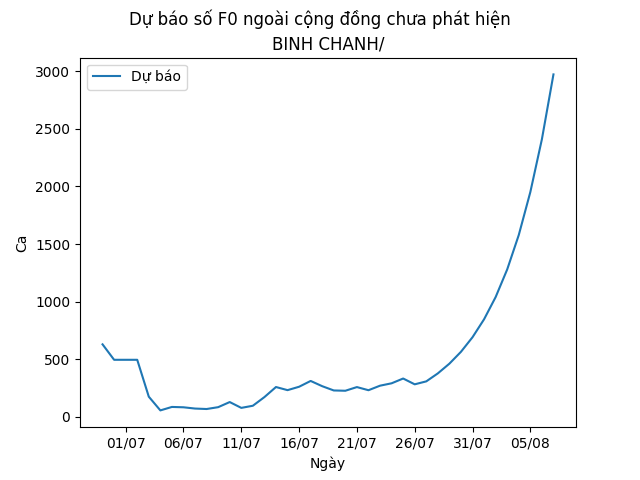 Dự báo số F0 ngoài cộng đồng chưa phát hiện
BINH CHANH/
Dự báo
3000
2500
2000
1500
1000
500
0
Ca
01/07 06/07 11/07 16/07 21/07 26/07 31/07 05/08
Ngày